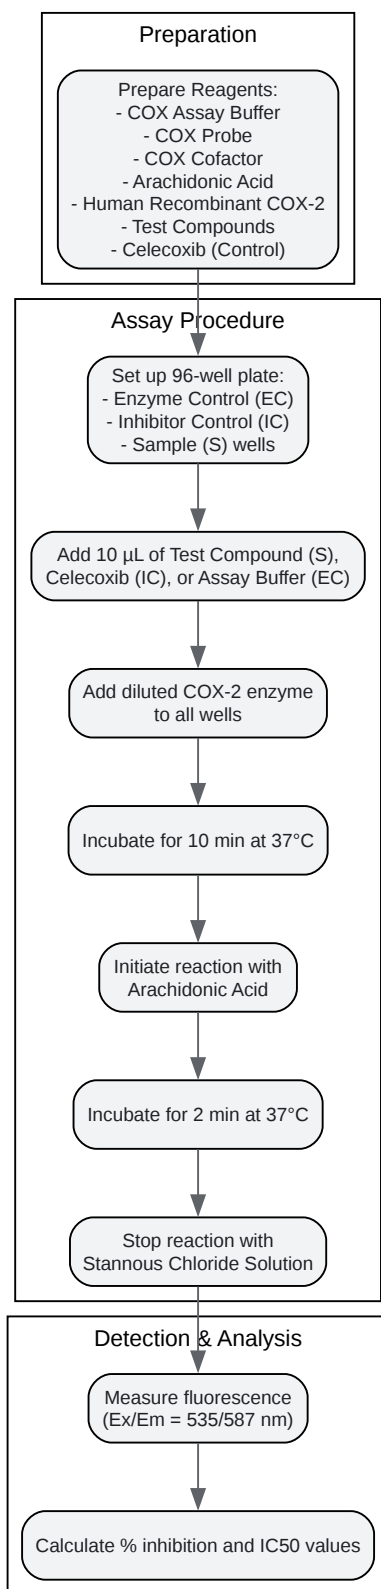 Preparation
Prepare Reagents:
- COX Assay Buffer
- COX Probe
- COX Cofactor
- Arachidonic Acid
- Human Recombinant COX-2
- Test Compounds
- Celecoxib (Control)
Assay Procedure
Set up 96-well plate:
- Enzyme Control (EC)
- Inhibitor Control (IC)
- Sample (S) wells
Add 10 µL of Test Compound (S),
Celecoxib (IC), or Assay Buffer (EC)
Add diluted COX-2 enzyme
to all wells
Incubate for 10 min at 37°C
Initiate reaction with
Arachidonic Acid
Incubate for 2 min at 37°C
Stop reaction with
Stannous Chloride Solution
Detection & Analysis
Measure fluorescence
(Ex/Em = 535/587 nm)
Calculate % inhibition and IC50 values